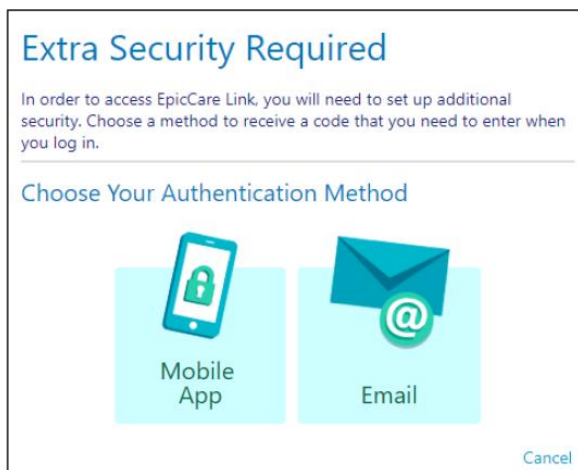 Extra Security Required
In order to access EpicCare Link, you will need to set up additional
security. Choose a method to receive a code that you need to enter when
you log in.
Choose Your Authentication Method
@
Mobile
App
Email
Cancel